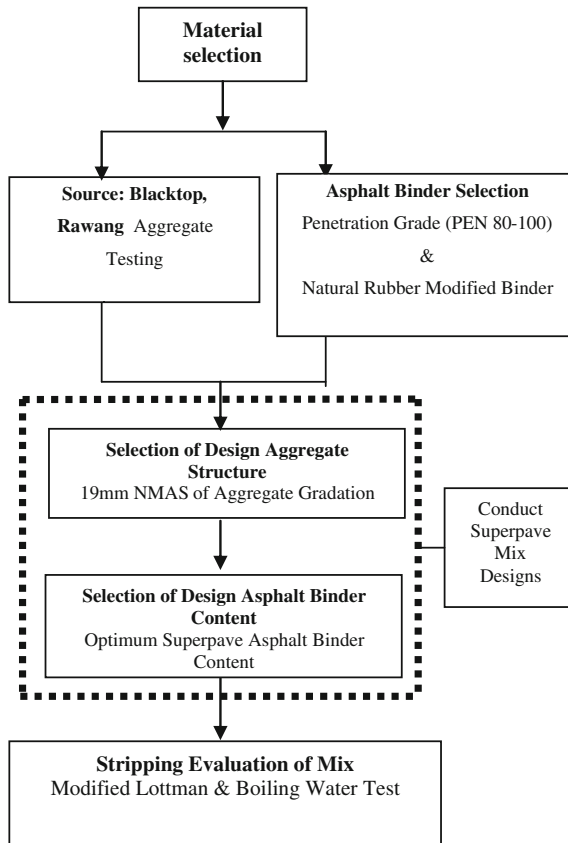 Material
selection
Source: Blacktop,
Rawang Aggregate
Testing
Asphalt Binder Selection
Penetration Grade (PEN 80-100)
&
Natural Rubber Modified Binder
Selection of Design Aggregate
Structure
19mm NMAS of Aggregate Gradation
Conduct
Superpave
Mix
Designs
Selection of Design Asphalt Binder
Content
Optimum Superpave Asphalt Binder
Content
Stripping Evaluation of Mix
Modified Lottman & Boiling Water Test